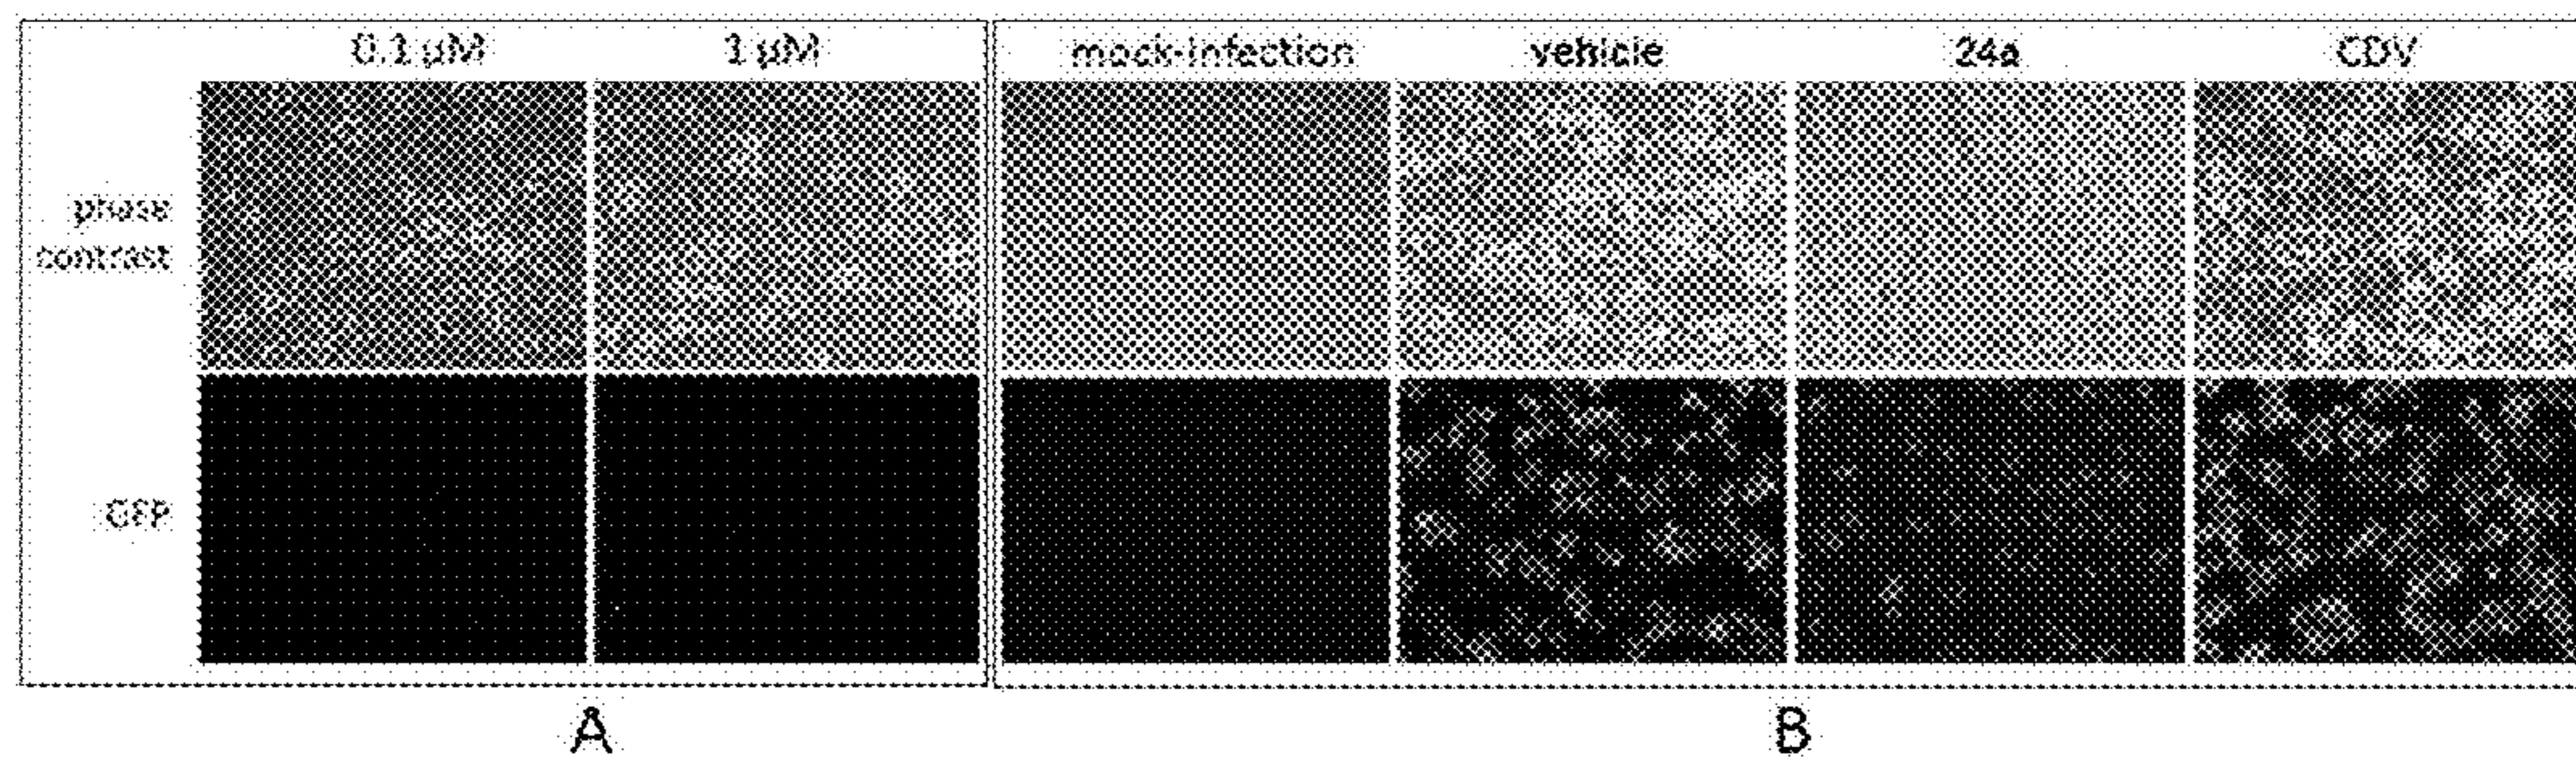 0.1 µM 1 µM mock-infection vehicle 24a CDV
phase
contrast
GFP
A B